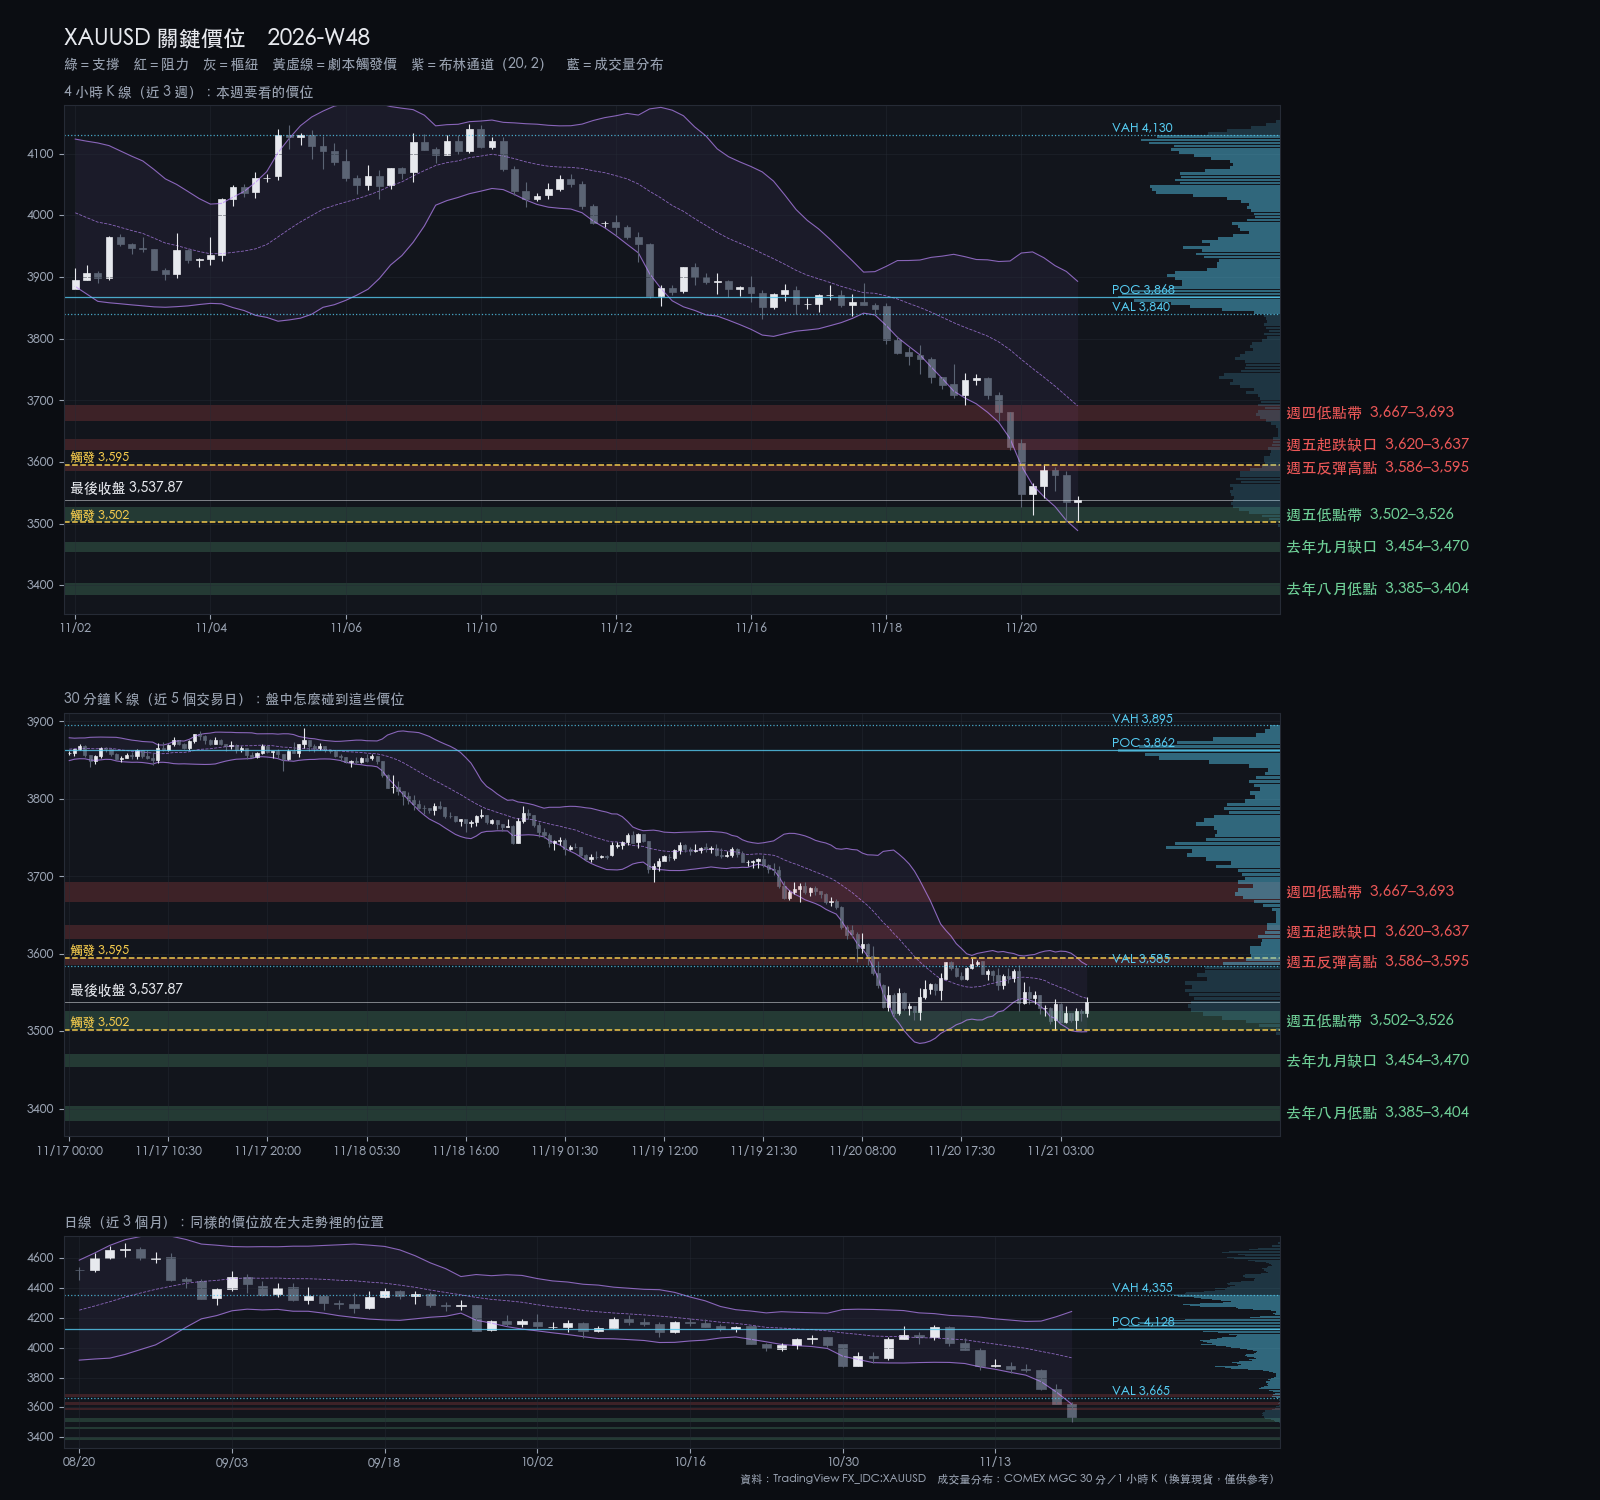 XAUUSD 關鍵價位 2026-W48
綠=支撐 紅=阻力 灰=樞紐 黃虛線=劇本觸發價 紫=布林通道 (20, 2) 藍=成交量分布
4 小時 K 線 (近 3 週)：本週要看的價位
VAH 4,130
4100
4000
3900
POC 3,868
VAL 3,840
3800
3700
週四低點帶 3,667–3,693
週五起跌缺口 3,620–3,637
觸發 3,595
3600
週五反彈高點 3,586–3,595
最後收盤 3,537.87
觸發 3,502
週五低點帶 3,502–3,526
3500
去年九月缺口 3,454–3,470
3400
去年八月低點 3,385–3,404
11/02 11/04 11/06 11/10 11/12 11/16 11/18 11/20
30 分鐘 K 線 (近 5 個交易日)：盤中怎麼碰到這些價位
3900
VAH 3,895
POC 3,862
3800
3700
週四低點帶 3,667–3,693
週五起跌缺口 3,620–3,637
觸發 3,595
3600
VAL 3,585
週五反彈高點 3,586–3,595
最後收盤 3,537.87
觸發 3,502
週五低點帶 3,502–3,526
3500
去年九月缺口 3,454–3,470
3400
去年八月低點 3,385–3,404
11/17 00:00 11/17 10:30 11/17 20:00 11/18 05:30 11/18 16:00 11/19 01:30 11/19 12:00 11/19 21:30 11/20 08:00 11/20 17:30 11/21 03:00
日線 (近 3 個月)：同樣的價位放在大走勢裡的位置
4600
4400
VAH 4,355
4200
POC 4,128
4000
3800
VAL 3,665
3600
3400
08/20 09/03 09/18 10/02 10/16 10/30 11/13
資料：TradingView FX_IDC:XAUUSD 成交量分布：COMEX MGC 30 分／1 小時 K (換算現貨，僅供參考)